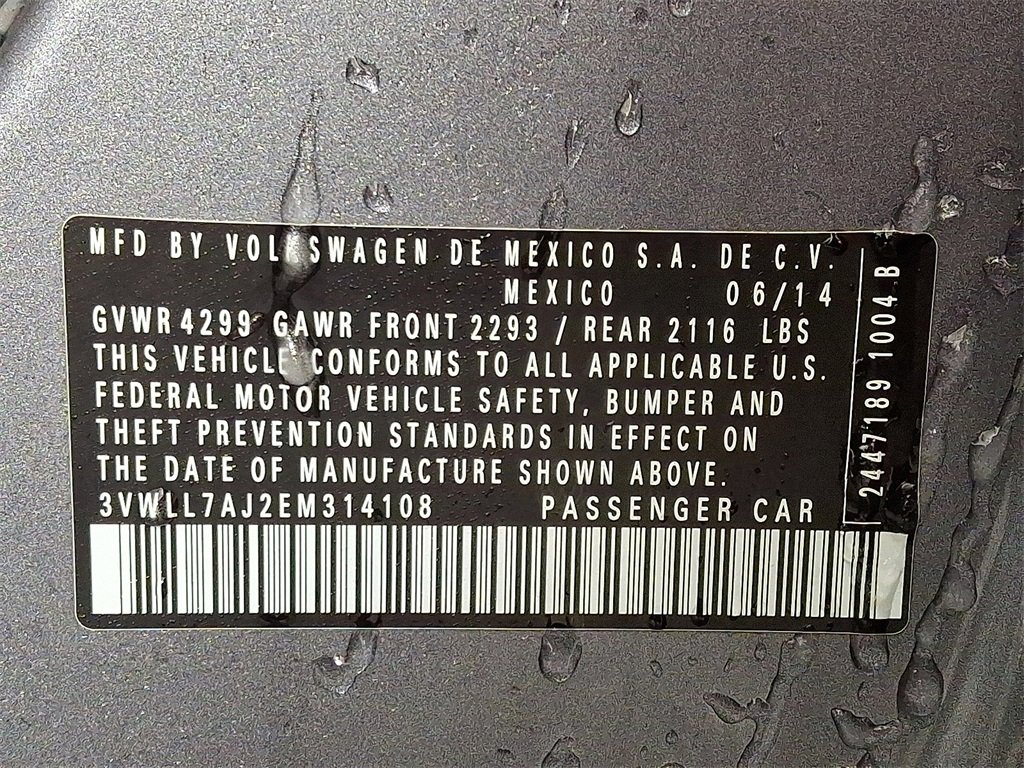 MFD BY VOLKSWAGEN DE MEXICO S.A. DE C.V.
MEXICO 06/14
GVWR 4299 GAWR FRONT 2293 / REAR 2116 LBS
THIS VEHICLE CONFORMS TO ALL APPLICABLE U.S.
FEDERAL MOTOR VEHICLE SAFETY, BUMPER AND
THEFT PREVENTION STANDARDS IN EFFECT ON
THE DATE OF MANUFACTURE SHOWN ABOVE.
3VWLL7AJ2EM314108 PASSENGER CAR
2447189 1004 B